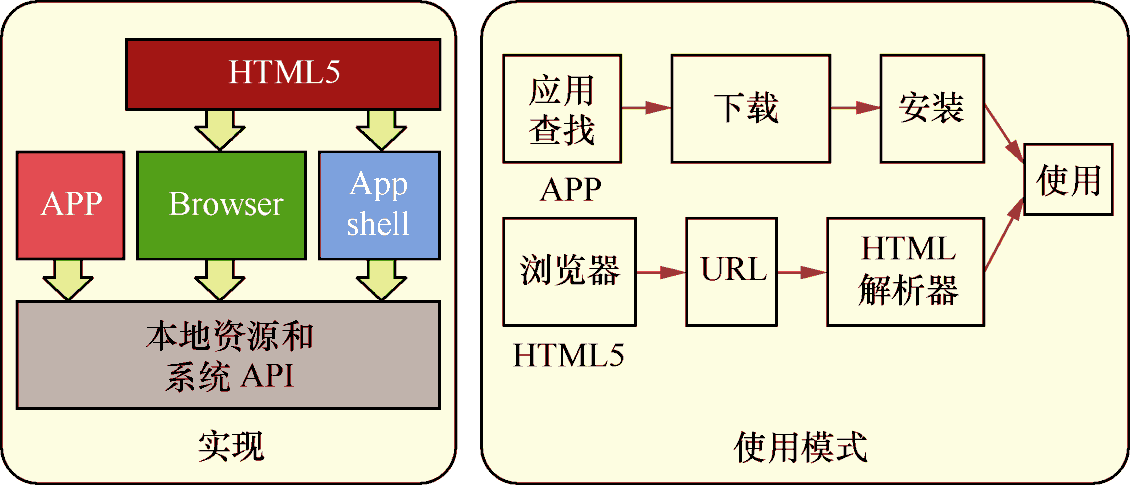 HTML5
APP
Browser
App
shell
本地资源和
系统 API
实现
应用
查找
下载
安装
使用
APP
浏览器
URL
HTML
解析器
HTML5
使用模式